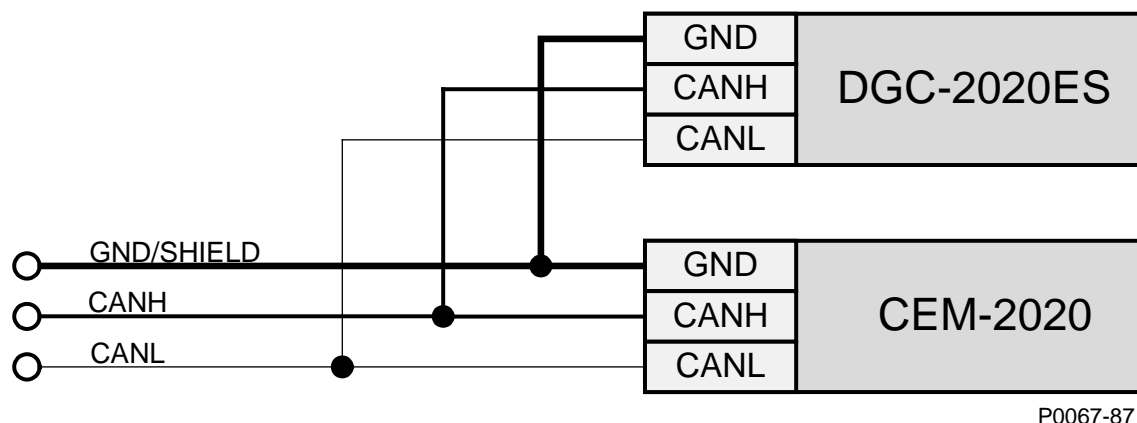 GND
CANH
CANL
DGC-2020ES
GND/SHIELD
CANH
CANL
GND
CANH
CANL
CEM-2020
P0067-87